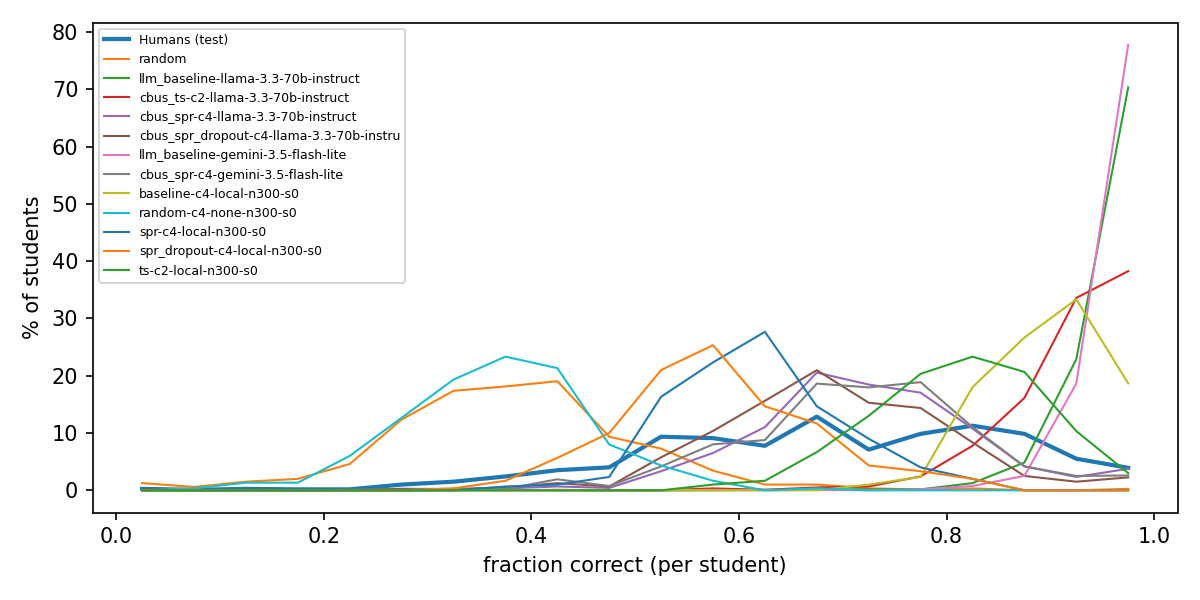 80
70
60
50
40
30
20
10
0
% of students
Humans (test)
random
llm_baseline-llama-3.3-70b-instruct
cbus_ts-c2-llama-3.3-70b-instruct
cbus_spr-c4-llama-3.3-70b-instruct
cbus_spr_dropout-c4-llama-3.3-70b-instru
llm_baseline-gemini-3.5-flash-lite
cbus_spr-c4-gemini-3.5-flash-lite
baseline-c4-local-n300-s0
random-c4-none-n300-s0
spr-c4-local-n300-s0
spr_dropout-c4-local-n300-s0
ts-c2-local-n300-s0
0.0 0.2 0.4 0.6 0.8 1.0
fraction correct (per student)